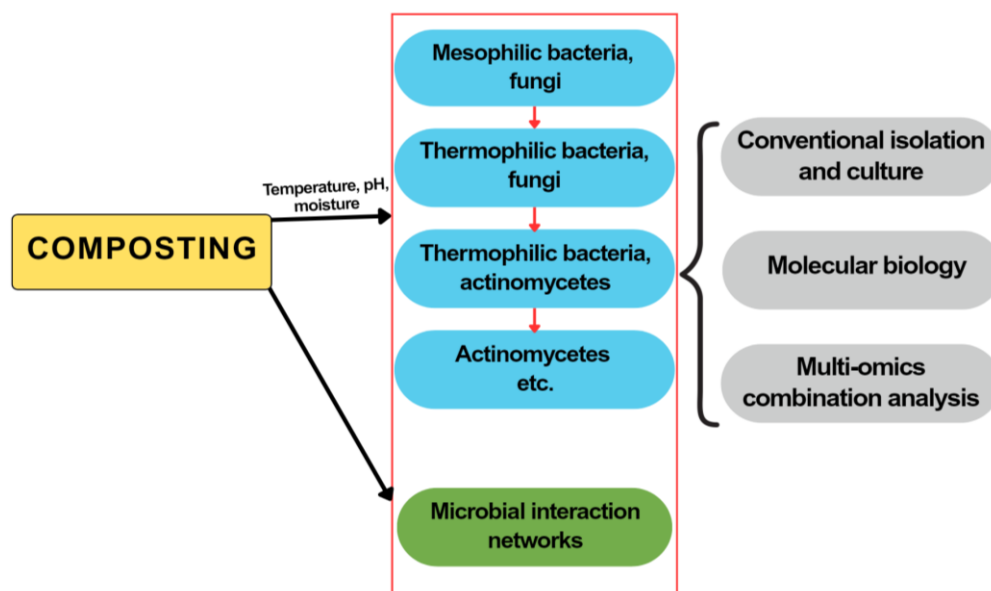 COMPOSTING
Temperature, pH,
moisture
Mesophilic bacteria,
fungi
Thermophilic bacteria,
fungi
Thermophilic bacteria,
actinomycetes
Actinomycetes
etc.
Microbial interaction
networks
Conventional isolation
and culture
Molecular biology
Multi-omics
combination analysis